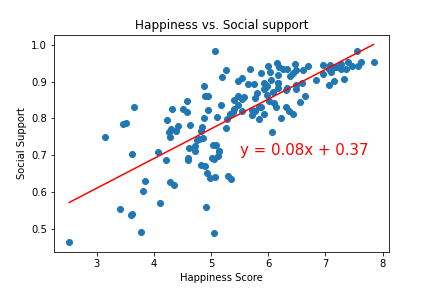 Happiness vs. Social support
1.0
0.9
0.8
0.7
0.6
0.5
Social Support
y = 0.08x + 0.37
3 4 5 6 7 8
Happiness Score